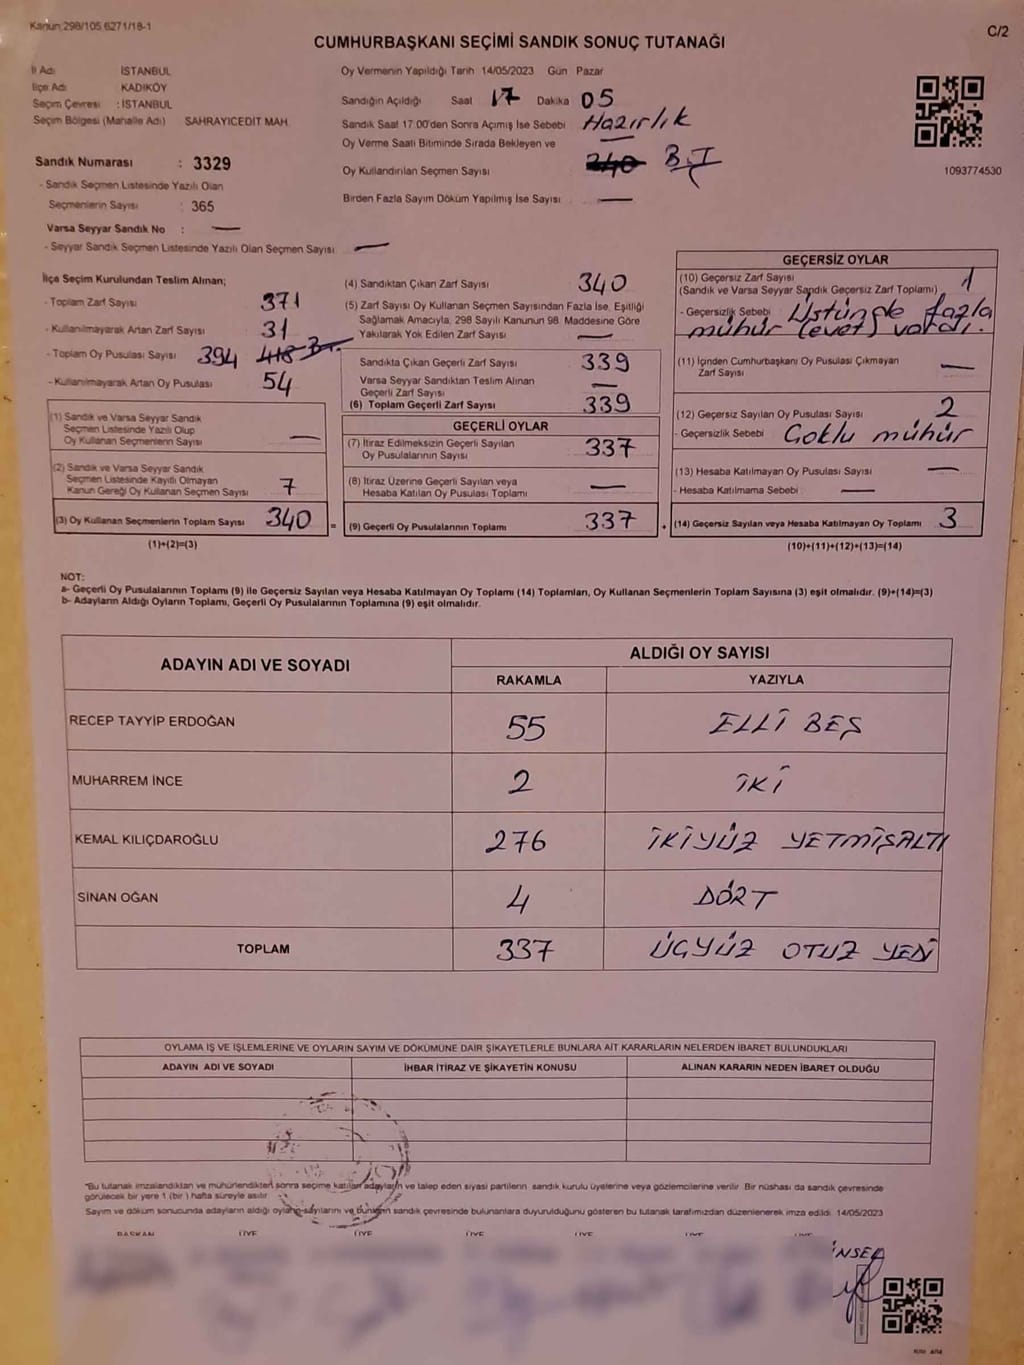 Kanun:298/105.6271/18-1
C/2
CUMHURBAŞKANI SEÇİMİ SANDIK SONUÇ TUTANAĞI
İl Adı İSTANBUL
İlçe Adı KADIKÖY
Seçim Çevresi : İSTANBUL
Seçim Bölgesi (Mahalle Adı) SAHRAYICEDİT MAH.
Sandık Numarası : 3329
- Sandık Seçmen Listesinde Yazılı Olan
Seçmenlerin Sayısı : 365
Varsa Seyyar Sandık No : —
- Seyyar Sandık Seçmen Listesinde Yazılı Olan Seçmen Sayısı —
Oy Vermenin Yapıldığı Tarih 14/05/2023 Gün Pazar
Sandığın Açıldığı Saat 17 Dakika 05
Sandık Saat 17:00'den Sonra Açımış İse Sebebi Hazırlık
Oy Verme Saati Bitiminde Sırada Bekleyen ve —
Oy Kullandırılan Seçmen Sayısı 340 B.T
Birden Fazla Sayım Döküm Yapılmış İse Sayısı —
1093774530
İlçe Seçim Kurulundan Teslim Alınan;
- Toplam Zarf Sayısı 371
- Kullanılmayarak Artan Zarf Sayısı 31
- Toplam Oy Pusulası Sayısı 394 418 B.T.
- Kullanılmayarak Artan Oy Pusulası 54
(1) Sandık ve Varsa Seyyar Sandık
Seçmen Listesinde Yazılı Olup
Oy Kullanan Seçmenlerin Sayısı —
(2) Sandık ve Varsa Seyyar Sandık
Seçmen Listesinde Kayıtlı Olmayan
Kanun Gereği Oy Kullanan Seçmen Sayısı 7
(3) Oy Kullanan Seçmenlerin Toplam Sayısı 340 =
(1)+(2)=(3)
(4) Sandıktan Çıkan Zarf Sayısı 340
(5) Zarf Sayısı Oy Kullanan Seçmen Sayısından Fazla İse, Eşitliği
Sağlamak Amacıyla, 298 Sayılı Kanunun 98. Maddesine Göre
Yakılarak Yok Edilen Zarf Sayısı —
Sandıkta Çıkan Geçerli Zarf Sayısı 339
Varsa Seyyar Sandıktan Teslim Alınan
Geçerli Zarf Sayısı —
(6) Toplam Geçerli Zarf Sayısı 339
GEÇERLİ OYLAR
(7) İtiraz Edilmeksizin Geçerli Sayılan
Oy Pusulalarının Sayısı 337
(8) İtiraz Üzerine Geçerli Sayılan veya
Hesaba Katılan Oy Pusulası Toplamı —
(9) Geçerli Oy Pusulalarının Toplamı 337 +
GEÇERSİZ OYLAR
(10) Geçersiz Zarf Sayısı 1
(Sandık ve Varsa Seyyar Sandık Geçersiz Zarf Toplamı)
- Geçersizlik Sebebi Üstünde fazla
mühür (evet) vardı.
(11) İçinden Cumhurbaşkanı Oy Pusulası Çıkmayan
Zarf Sayısı —
(12) Geçersiz Sayılan Oy Pusulası Sayısı 2
- Geçersizlik Sebebi Çoklu mühür
(13) Hesaba Katılmayan Oy Pusulası Sayısı —
- Hesaba Katılmama Sebebi —
(14) Geçersiz Sayılan veya Hesaba Katılmayan Oy Toplamı 3
(10)+(11)+(12)+(13)=(14)
NOT:
a- Geçerli Oy Pusulalarının Toplamı (9) ile Geçersiz Sayılan veya Hesaba Katılmayan Oy Toplamı (14) Toplamları, Oy Kullanan Seçmenlerin Toplam Sayısına (3) eşit olmalıdır. (9)+(14)=(3)
b- Adayların Aldığı Oyların Toplamı, Geçerli Oy Pusulalarının Toplamına (9) eşit olmalıdır.
ADAYIN ADI VE SOYADI
ALDIĞI OY SAYISI
RAKAMLA YAZIYLA
RECEP TAYYİP ERDOĞAN 55 ELLİ BEŞ
MUHARREM İNCE 2 İKİ
KEMAL KILIÇDAROĞLU 276 İKİYÜZ YETMİŞALTI
SİNAN OĞAN 4 DÖRT
TOPLAM 337 ÜÇYÜZ OTUZ YEDİ
OYLAMA İŞ VE İŞLEMLERİNE VE OYLARIN SAYIM VE DÖKÜMÜNE DAİR ŞİKAYETLERLE BUNLARA AİT KARARLARIN NELERDEN İBARET BULUNDUKLARI
ADAYIN ADI VE SOYADI İHBAR İTİRAZ VE ŞİKAYETİN KONUSU ALINAN KARARIN NEDEN İBARET OLDUĞU
*Bu tutanak imzalandıktan ve mühürlendikten sonra seçime katılan adayların ve talep eden siyasi partilerin sandık kurulu üyelerine veya gözlemcilerine verilir. Bir nüshası da sandık çevresinde
görülecek bir yere 1 (bir) hafta süreyle asılır.
Sayım ve döküm sonucunda adayların aldığı oyların sayılarını ve bunların sandık çevresinde bulunanlara duyurulduğunu gösteren bu tutanak tarafımızdan düzenlenerek imza edildi. 14/05/2023
BAŞKAN ÜYE ÜYE ÜYE ÜYE ÜYE ÜYE